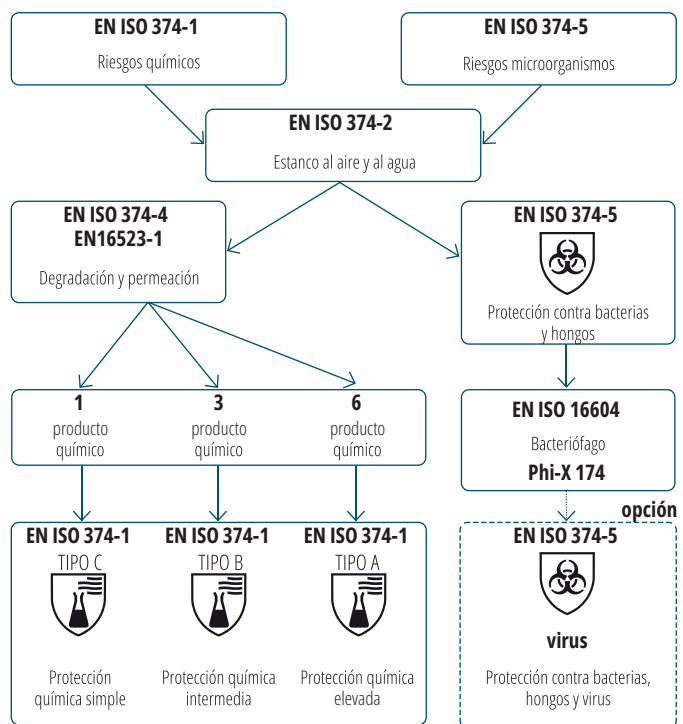 EN ISO 374-1
Riesgos químicos
EN ISO 374-5
Riesgos microorganismos
EN ISO 374-2
Estanco al aire y al agua
EN ISO 374-4
EN16523-1
Degradación y permeación
EN ISO 374-5
Protección contra bacterias
y hongos
1
producto
químico
3
producto
químico
6
producto
químico
EN ISO 16604
Bacteriófago
Phi-X 174
opción
EN ISO 374-1
TIPO C
Protección
química simple
EN ISO 374-1
TIPO B
Protección química
intermedia
EN ISO 374-1
TIPO A
Protección química
elevada
EN ISO 374-5
virus
Protección contra bacterias,
hongos y virus